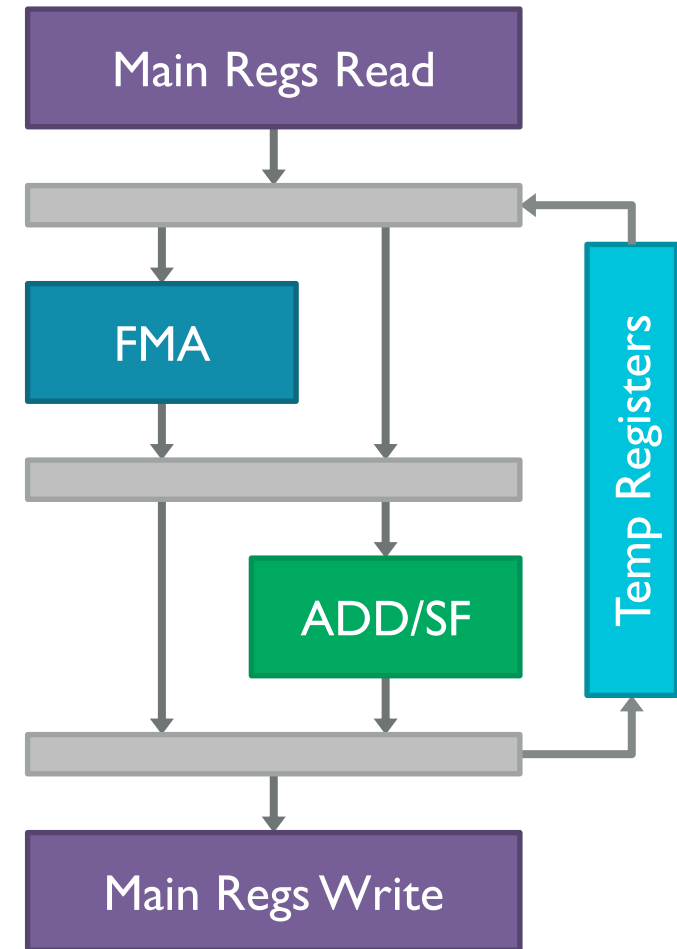 Main Regs Read
FMA
Temp Registers
ADD/SF
Main Regs Write